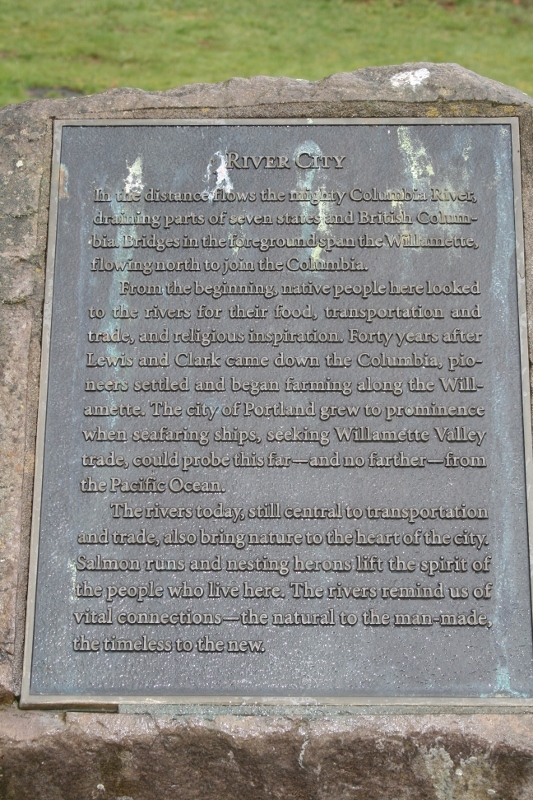 RIVER CITY
In the distance flows the mighty Columbia River,
draining parts of seven states and British Colum-
bia. Bridges in the foreground span the Willamette,
flowing north to join the Columbia.
From the beginning, native people here looked
to the rivers for their food, transportation and
trade, and religious inspiration. Forty years after
Lewis and Clark came down the Columbia, pio-
neers settled and began farming along the Will-
amette. The city of Portland grew to prominence
when seafaring ships, seeking Willamette Valley
trade, could probe this far—and no farther—from
the Pacific Ocean.
The rivers today, still central to transportation
and trade, also bring nature to the heart of the city.
Salmon runs and nesting herons lift the spirit of
the people who live here. The rivers remind us of
vital connections—the natural to the man-made,
the timeless to the new.